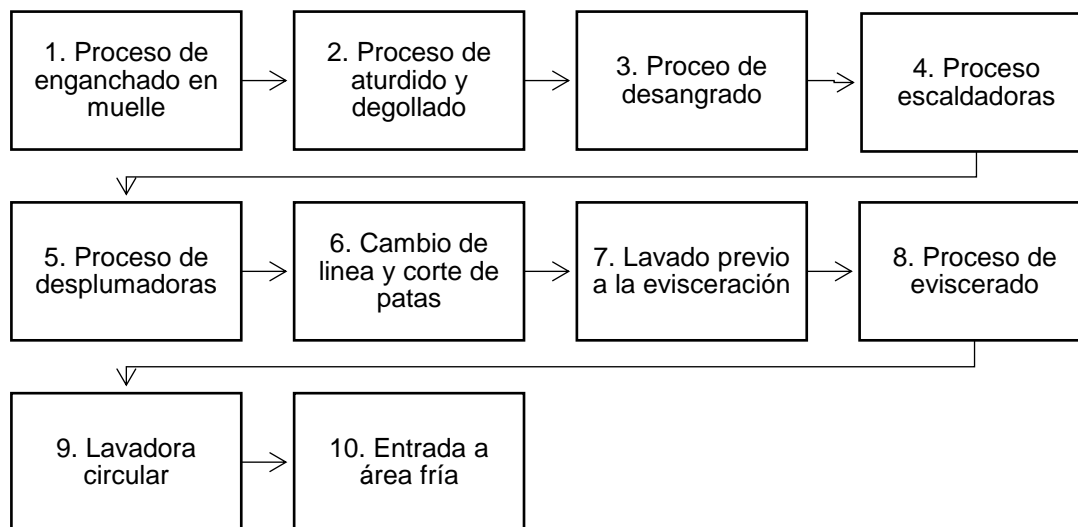 1. Proceso de
enganchado en
muelle
2. Proceso de
aturdido y
degollado
3. Proceo de
desangrado
4. Proceso
escaldadoras
5. Proceso de
desplumadoras
6. Cambio de
linea y corte de
patas
7. Lavado previo
a la evisceración
8. Proceso de
eviscerado
9. Lavadora
circular
10. Entrada a
área fría